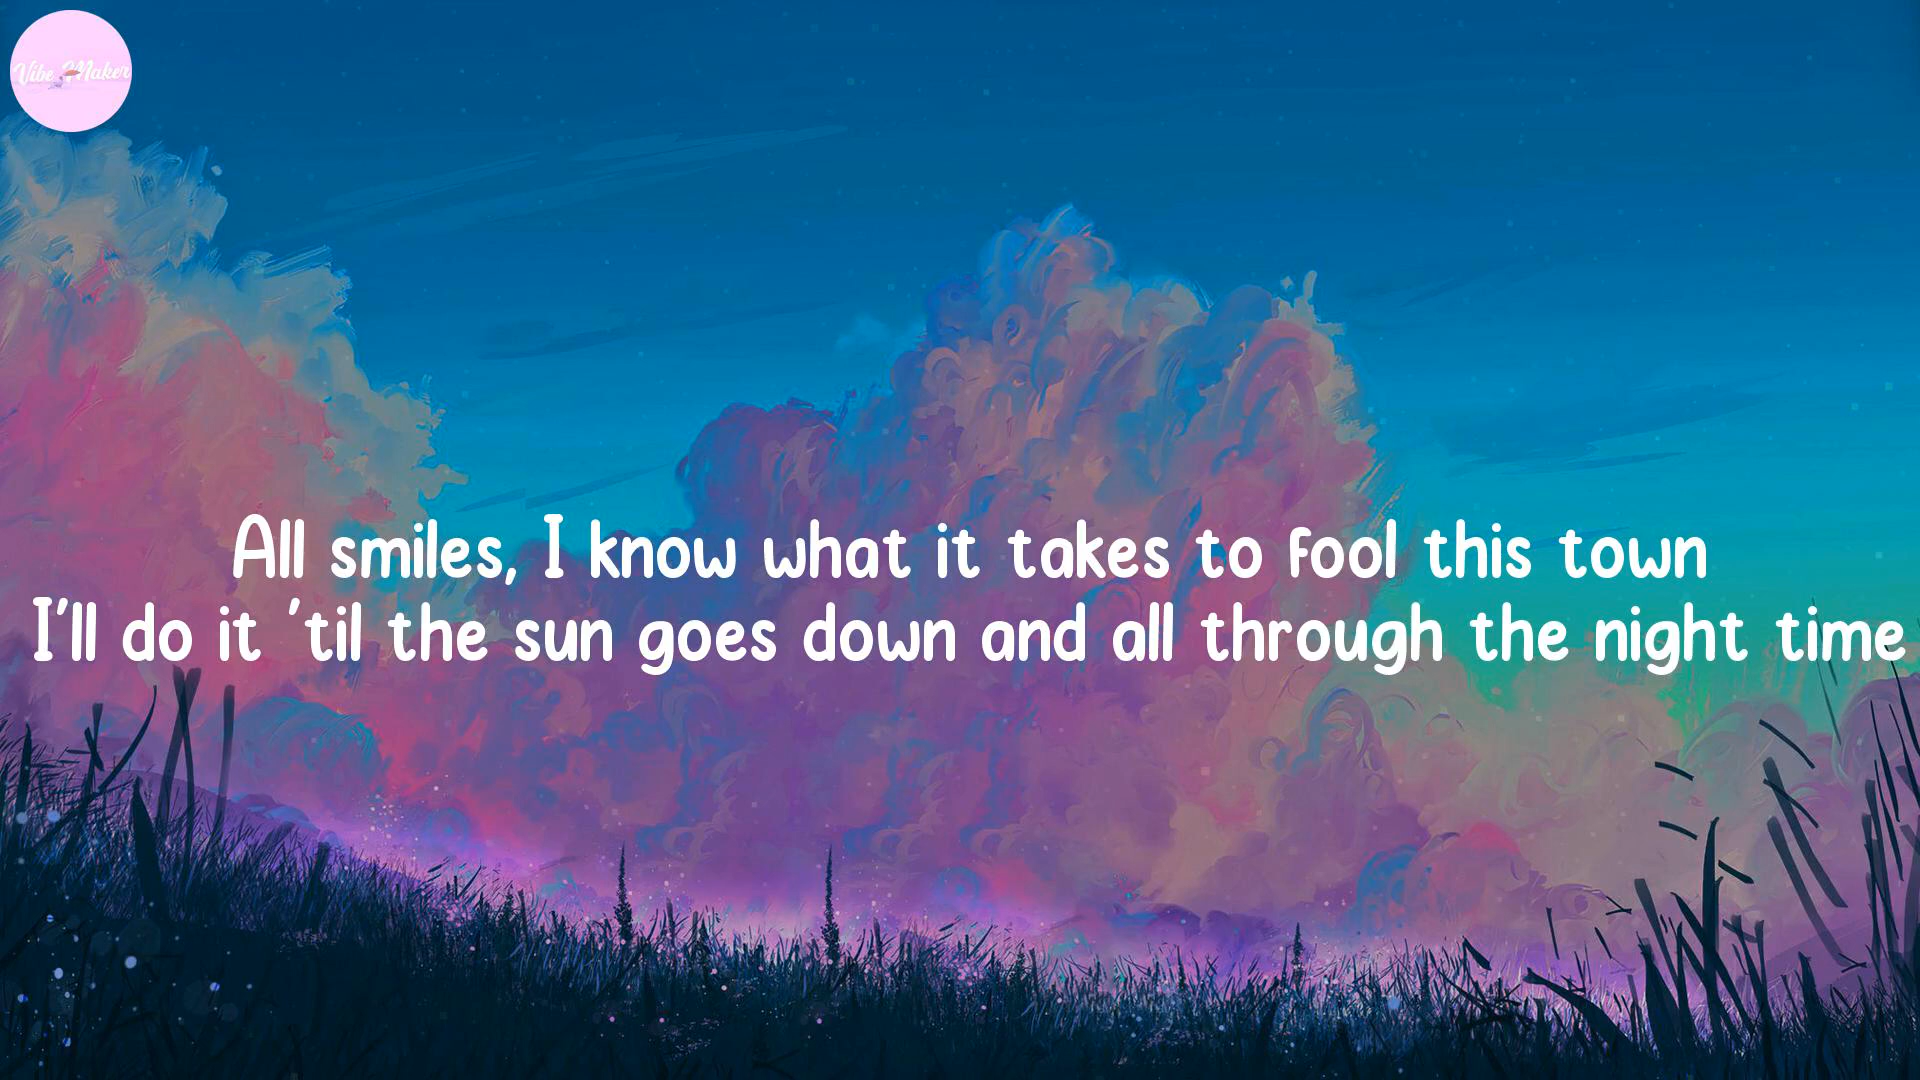 Vibe Maker
All smiles, I know what it takes to fool this town
I'll do it 'til the sun goes down and all through the night time